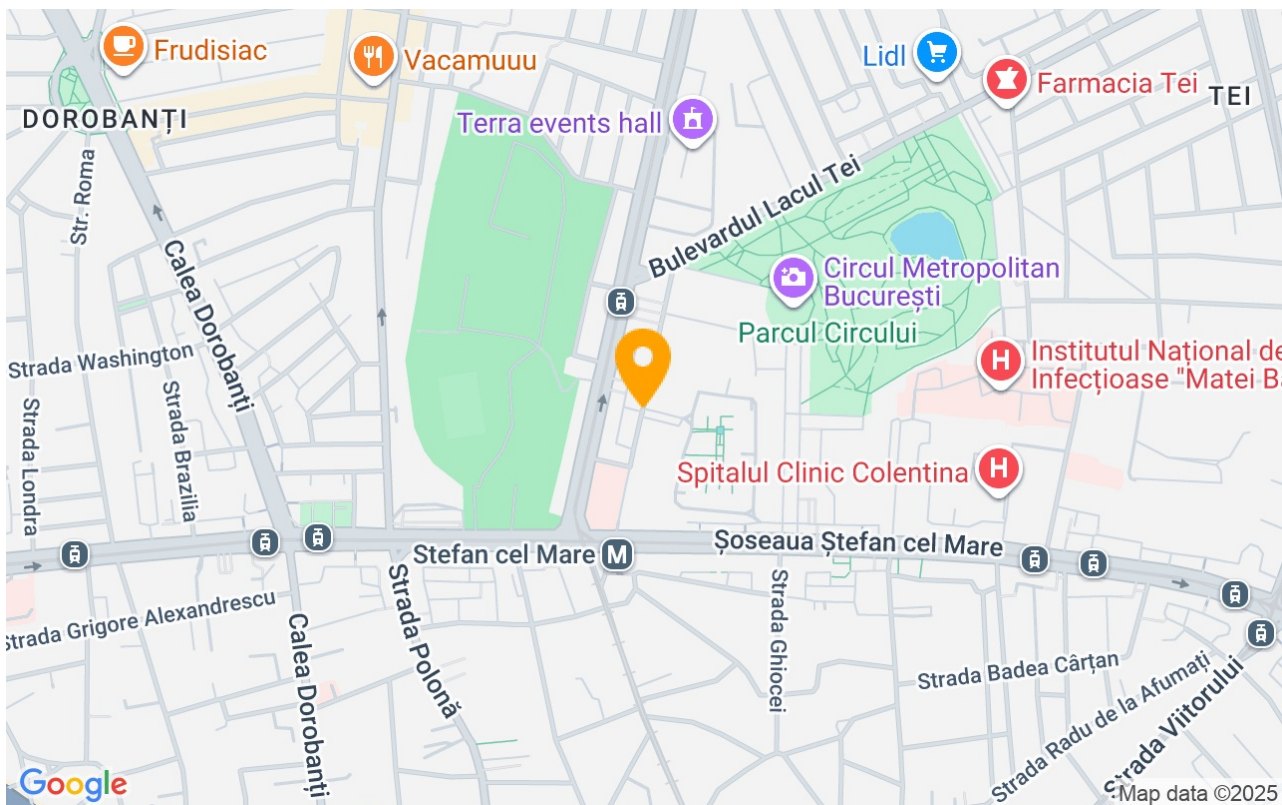 Frudisiac
Vacamuuu
Lidl
Farmacia Tei
TEI
DOROBANȚI
Terra events hall
Str. Roma
Bulevardul Lacul Tei
Calea Dorobanți
Circul Metropolitan
București
Parcul Circului
Strada Washington
Strada Brazilia
Strada Londra
Institutul Național de
Infecțioase "Matei B
Spitalul Clinic Colentina
H
H
Ștefan cel Mare
M
Șoseaua Ștefan cel Mare
Strada Grigore Alexandrescu
Calea Dorobanți
Strada Polonă
Strada Ghiocei
Strada Badea Cârțan
Strada Radu de la Afumați
Strada Viitorului
Google
Map data ©2025